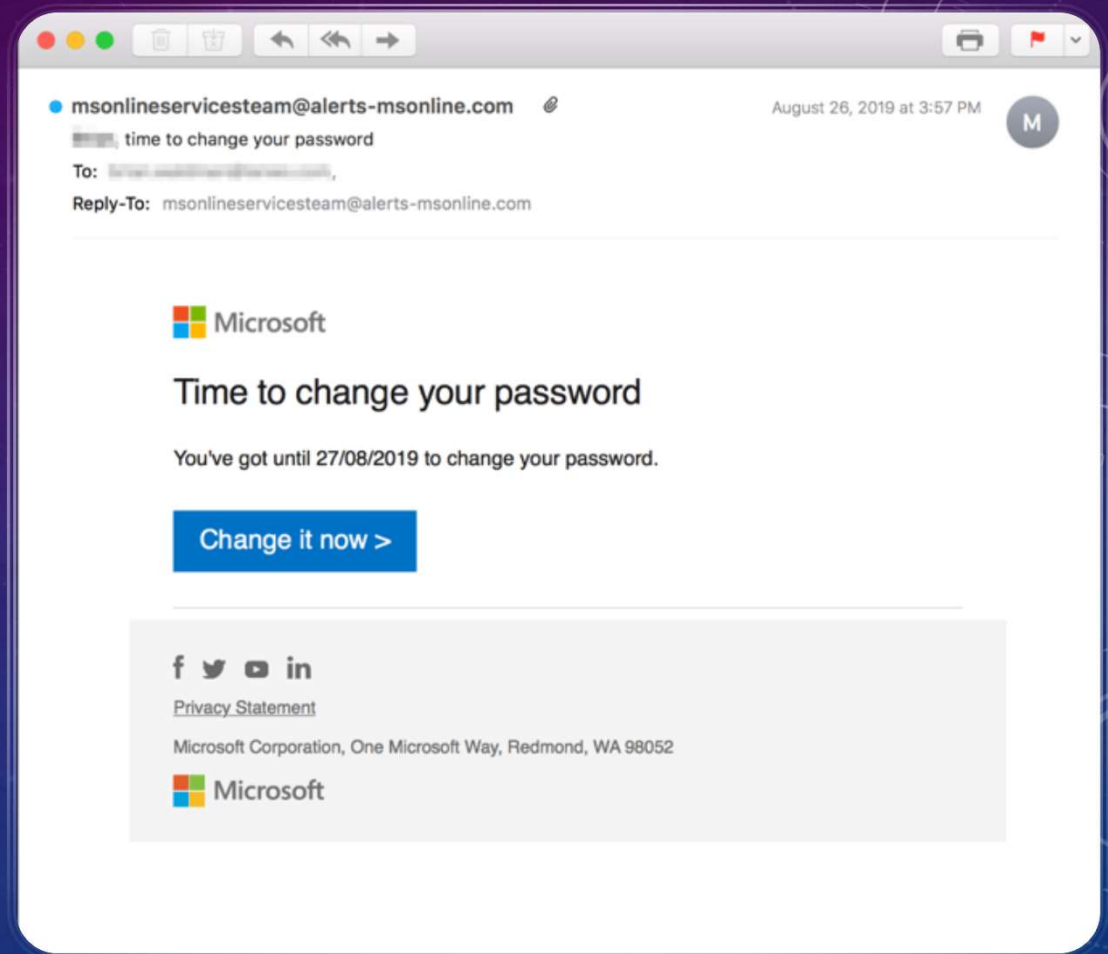 msonlineservicesteam@alerts-msonline.com
August 26, 2019 at 3:57 PM
M
time to change your password
To:
Reply-To: msonlineservicesteam@alerts-msonline.com
Microsoft
Time to change your password
You've got until 27/08/2019 to change your password.
Change it now >
f in
Privacy Statement
Microsoft Corporation, One Microsoft Way, Redmond, WA 98052
Microsoft